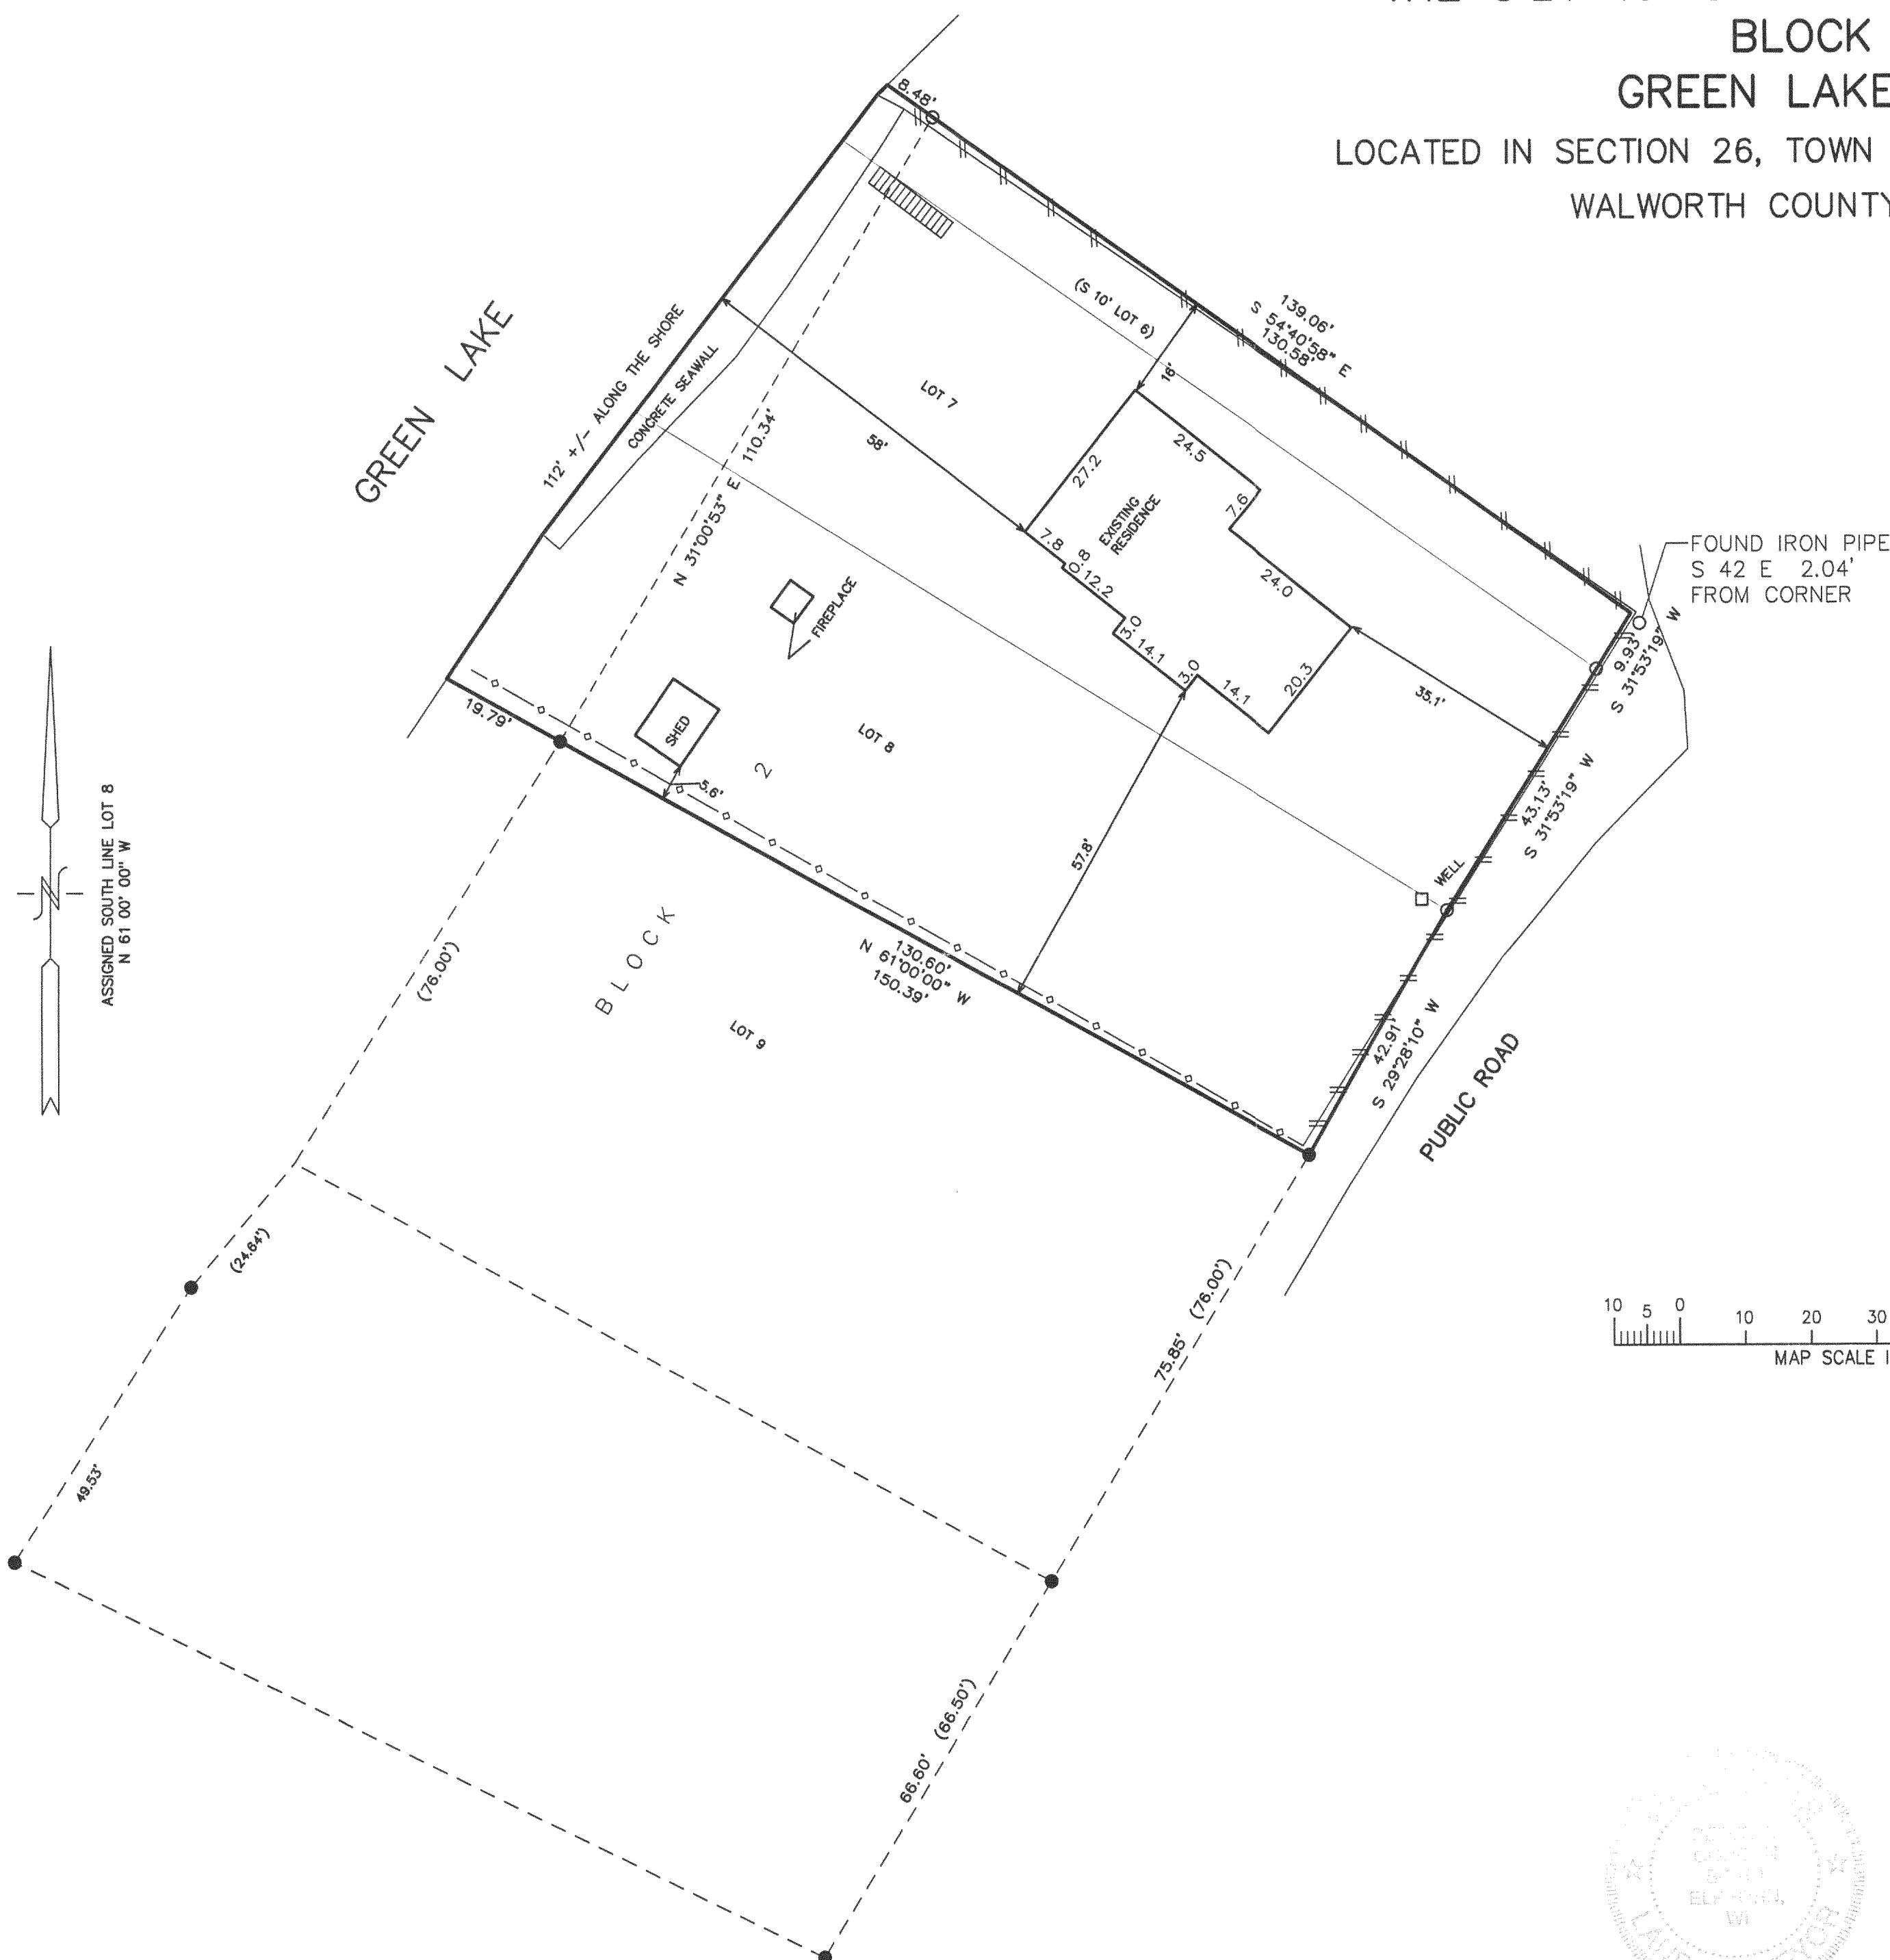 BLOCK
GREEN LAKE
LOCATED IN SECTION 26, TOWN
WALWORTH COUNTY
8.48'
GREEN LAKE
112' +/- ALONG THE SHORE
CONCRETE SEAWALL
N 31°00'53" E 110.34'
(S 10' LOT 6)
139.06'
S 54°40'58" E
130.58'
LOT 7
16'
58'
24.5
27.2
7.6
EXISTING
RESIDENCE
7.8
0.8
12.2
24.0
3.0
14.1
3.0
14.1
20.3
35.1'
FOUND IRON PIPE
S 42 E 2.04'
FROM CORNER
9.93'
S 31°53'19" W
43.13'
S 31°53'19" W
FIREPLACE
SHED
19.79'
5.6'
LOT 8
57.8'
WELL
42.91'
S 29°28'10" W
PUBLIC ROAD
ASSIGNED SOUTH LINE LOT 8
N 61 00' 00" W
N
BLOCK 2
130.60'
N 61°00'00" W
150.39'
LOT 9
(76.00')
(24.64')
49.53'
75.85' (76.00')
66.60' (66.50')
10 5 0 10 20 30
MAP SCALE
WI